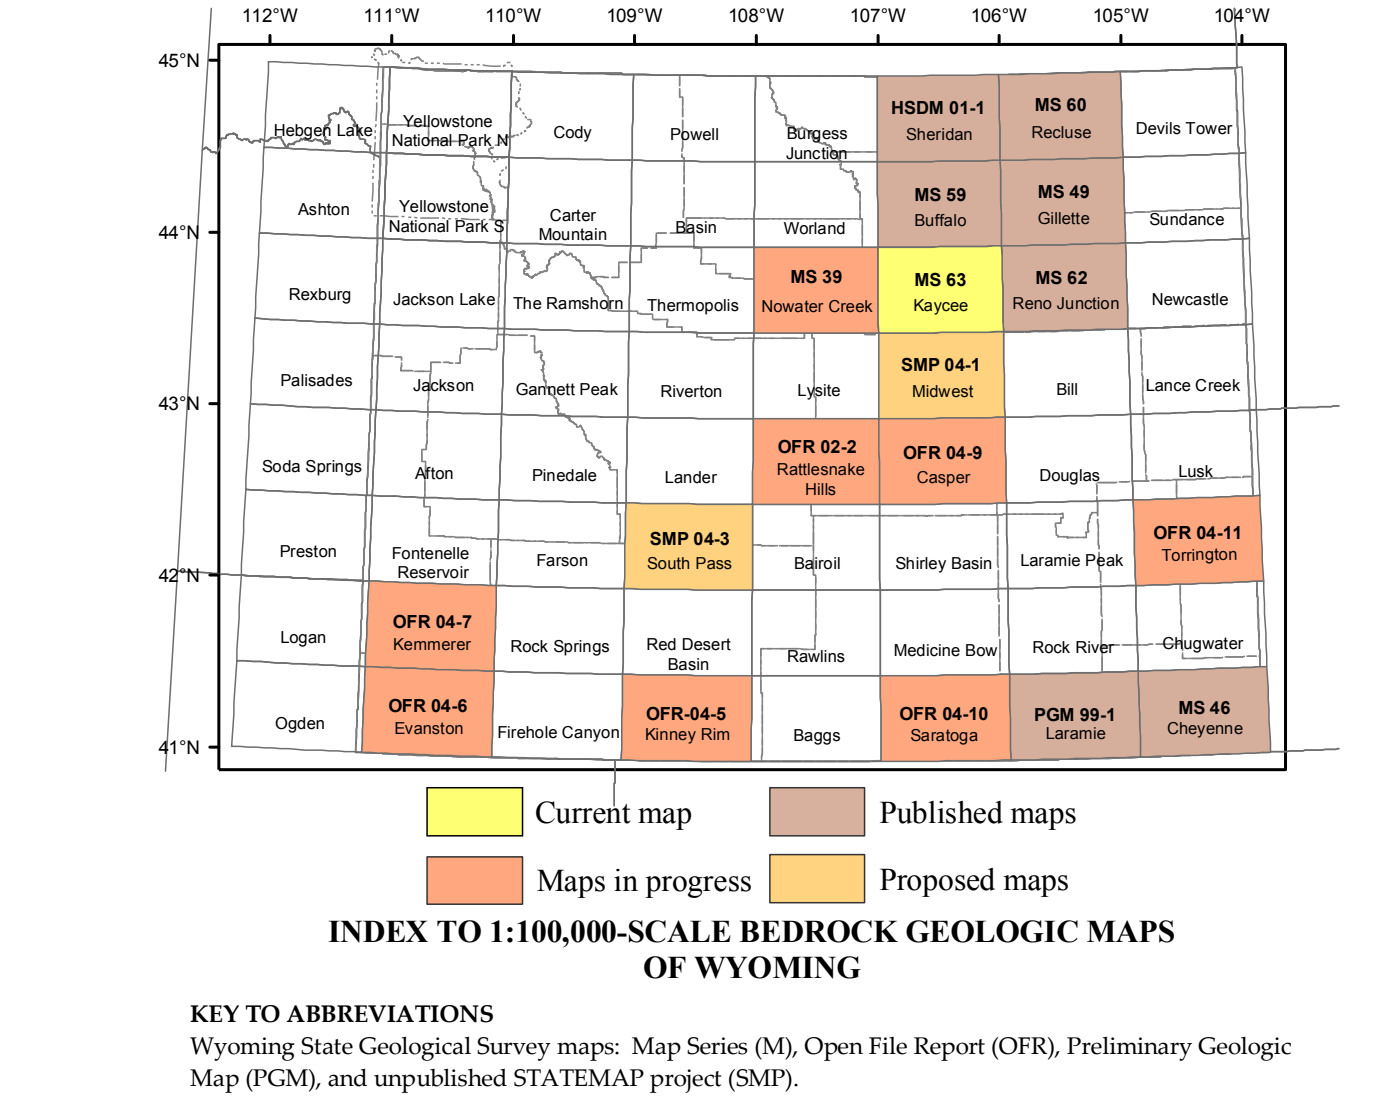 112°W 111°W 110°W 109°W 108°W 107°W 106°W 105°W 104°W
45°N
Hebgen Lake
Yellowstone
National Park N
Cody
Powell
Burgess
Junction
HSDM 01-1
Sheridan
MS 60
Recluse
Devils Tower
Ashton
Yellowstone
National Park S
Carter
Mountain
Basin
Worland
MS 59
Buffalo
MS 49
Gillette
Sundance
44°N
Rexburg
Jackson Lake
The Ramshorn
Thermopolis
MS 39
Nowater Creek
MS 63
Kaycee
MS 62
Reno Junction
Newcastle
Palisades
Jackson
Gannett Peak
Riverton
Lysite
SMP 04-1
Midwest
Bill
Lance Creek
43°N
Soda Springs
Afton
Pinedale
Lander
OFR 02-2
Rattlesnake
Hills
OFR 04-9
Casper
Douglas
Lusk
Preston
Fontenelle
Reservoir
Farson
SMP 04-3
South Pass
Bairoil
Shirley Basin
Laramie Peak
OFR 04-11
Torrington
42°N
Logan
OFR 04-7
Kemmerer
Rock Springs
Red Desert
Basin
Rawlins
Medicine Bow
Rock River
Chugwater
Ogden
OFR 04-6
Evanston
Firehole Canyon
OFR-04-5
Kinney Rim
Baggs
OFR 04-10
Saratoga
PGM 99-1
Laramie
MS 46
Cheyenne
41°N
Current map
Published maps
Maps in progress
Proposed maps
INDEX TO 1:100,000-SCALE BEDROCK GEOLOGIC MAPS
OF WYOMING
KEY TO ABBREVIATIONS
Wyoming State Geological Survey maps:  Map Series (M), Open File Report (OFR), Preliminary Geologic
Map (PGM), and unpublished STATEMAP project (SMP).